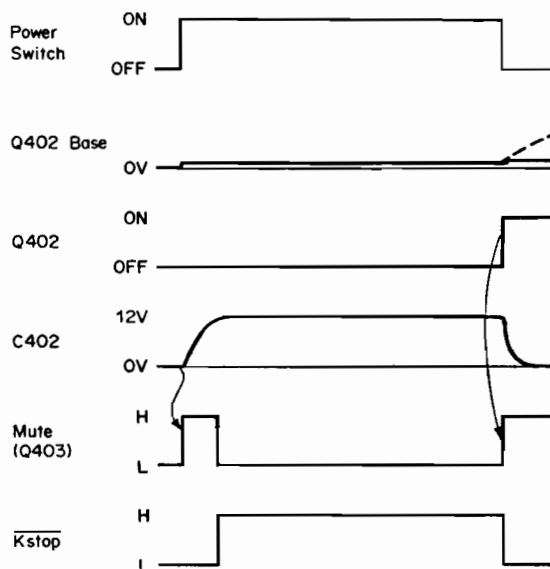 ON
Power
Switch
OFF
Q402 Base
OV
ON
Q402
OFF
12V
C402
OV
H
Mute
(Q403)
L
H
Kstop
L